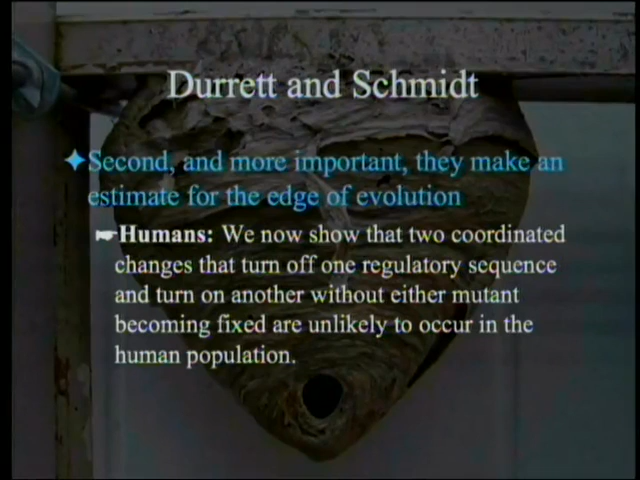 Durrett and Schmidt
Second, and more important, they make an
estimate for the edge of evolution
Humans: We now show that two coordinated
changes that turn off one regulatory sequence
and turn on another without either mutant
becoming fixed are unlikely to occur in the
human population.